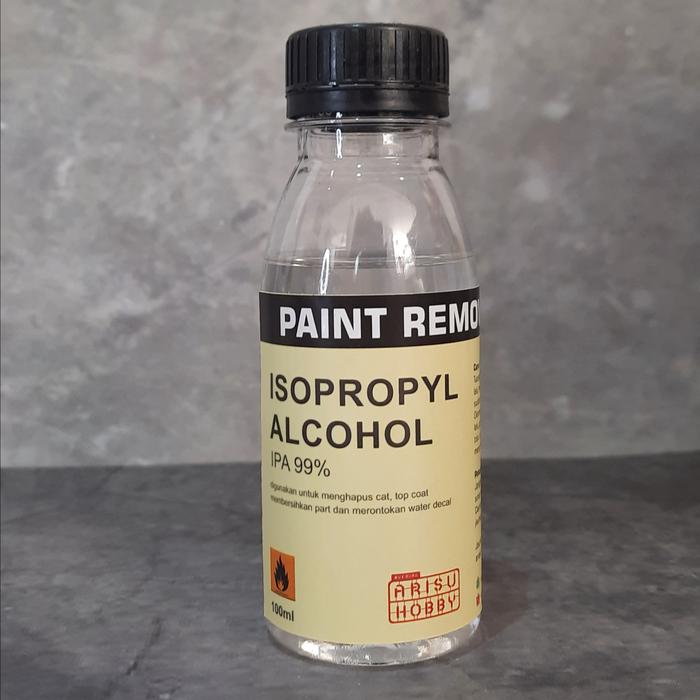 PAINT REMO
ISOPROPYL
ALCOHOL
IPA 99%
digunakan untuk menghapus cat, top coat
membersihkan part dan merontokan water decal
100ml
ARISU
HOBBY